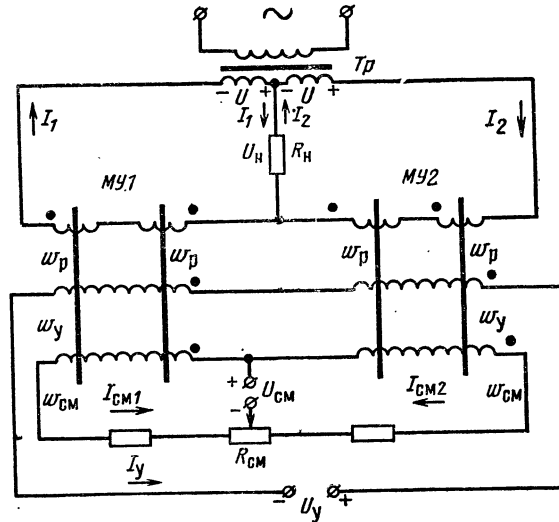 ~
Тр
- U + - U +
I₁ I₁ I₂ I₂
Uн Rн
МУ1 МУ2
wр wр wр wр
wу wу
+ Uсм
Iсм1 - Iсм2
wсм wсм
Rсм
Iу
- Uу +